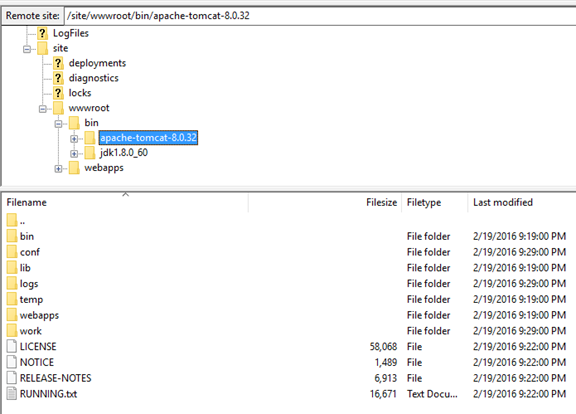 Remote site: /site/wwwroot/bin/apache-tomcat-8.0.32
? LogFiles
site
? deployments
? diagnostics
? locks
wwwroot
bin
apache-tomcat-8.0.32
jdk1.8.0_60
webapps
Filename Filesize Filetype Last modified
..
bin File folder 2/19/2016 9:19:00 PM
conf File folder 2/19/2016 9:29:00 PM
lib File folder 2/19/2016 9:19:00 PM
logs File folder 2/19/2016 9:29:00 PM
temp File folder 2/19/2016 9:19:00 PM
webapps File folder 2/19/2016 9:19:00 PM
work File folder 2/19/2016 9:29:00 PM
LICENSE 58,068 File 2/19/2016 9:22:00 PM
NOTICE 1,489 File 2/19/2016 9:22:00 PM
RELEASE-NOTES 6,913 File 2/19/2016 9:22:00 PM
RUNNING.txt 16,671 Text Docu... 2/19/2016 9:22:00 PM